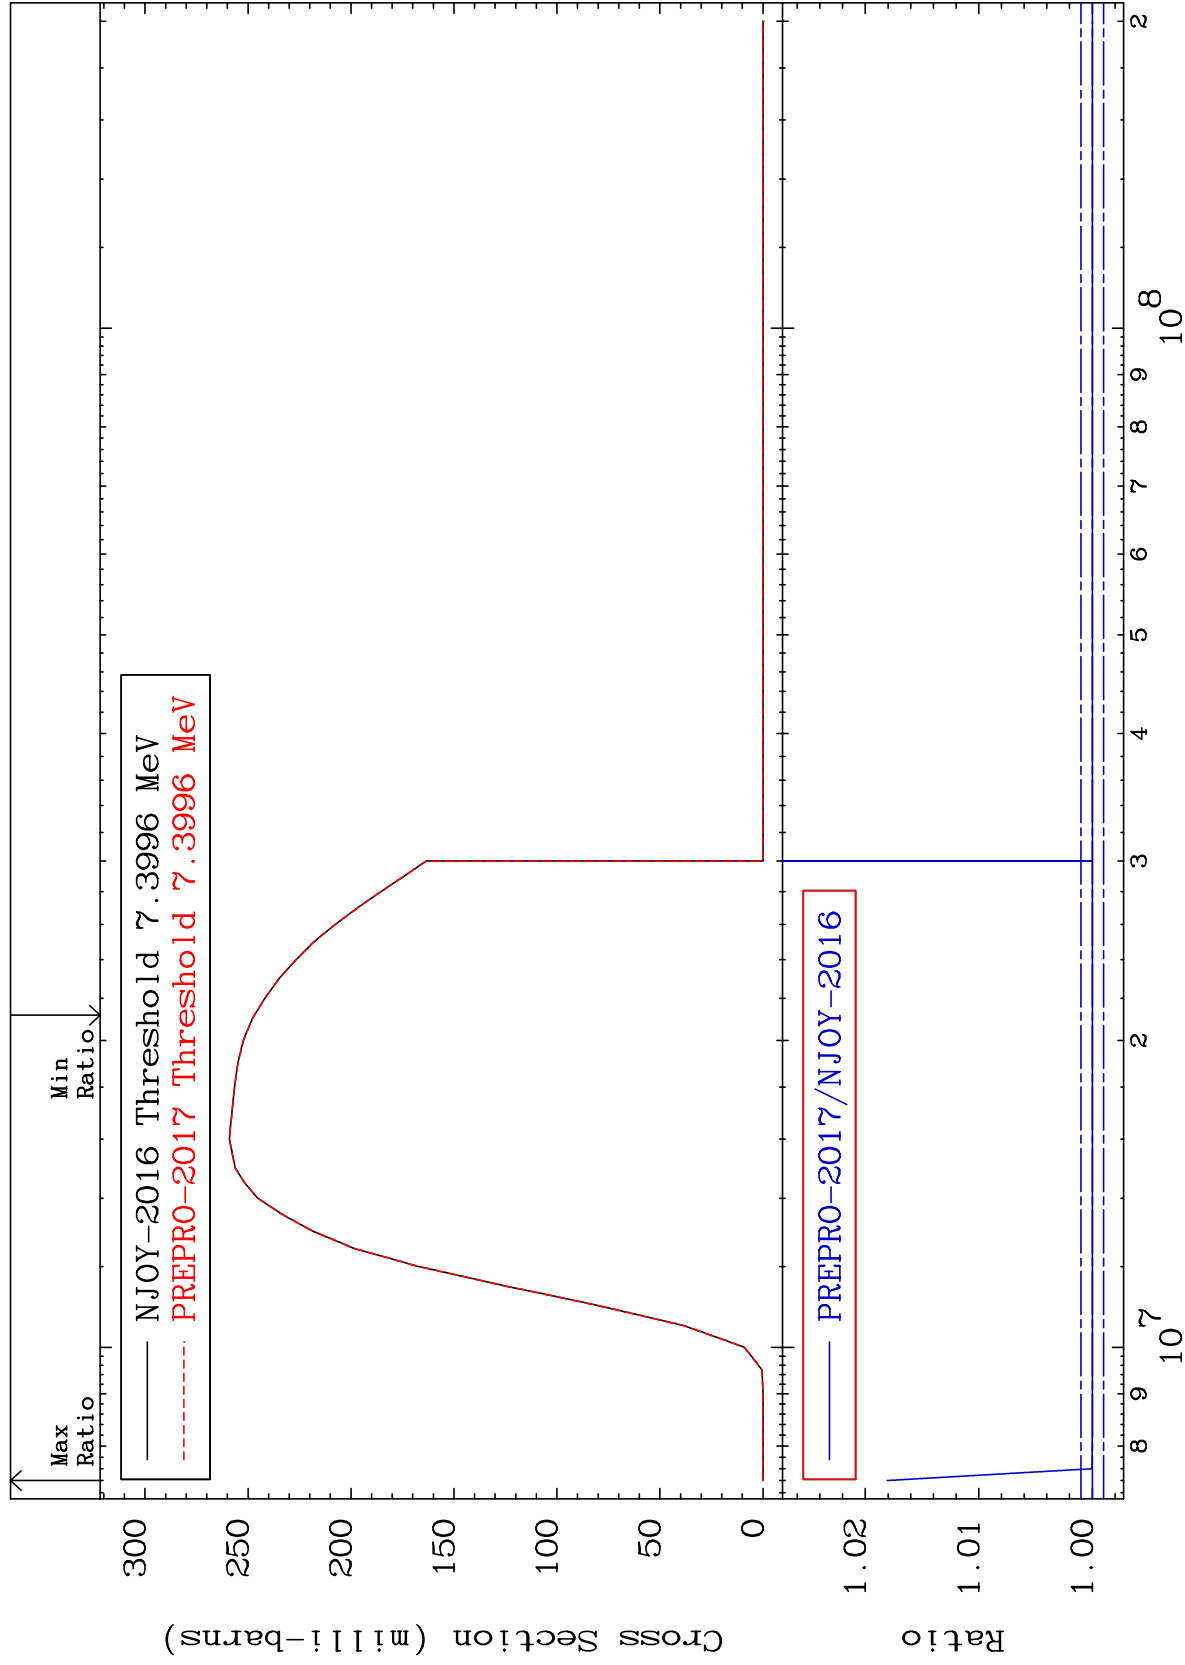 Max
Ratio
Min
Ratio
NJOY-2016 Threshold 7.3996 MeV
PREPRO-2017 Threshold 7.3996 MeV
300
250
200
150
100
50
0
Cross Section (milli-barns)
PREPRO-2017/NJOY-2016
1.02
1.01
1.00
Ratio
8
9
10^7
2
3
4
5
6
7
8
9
10^8
2